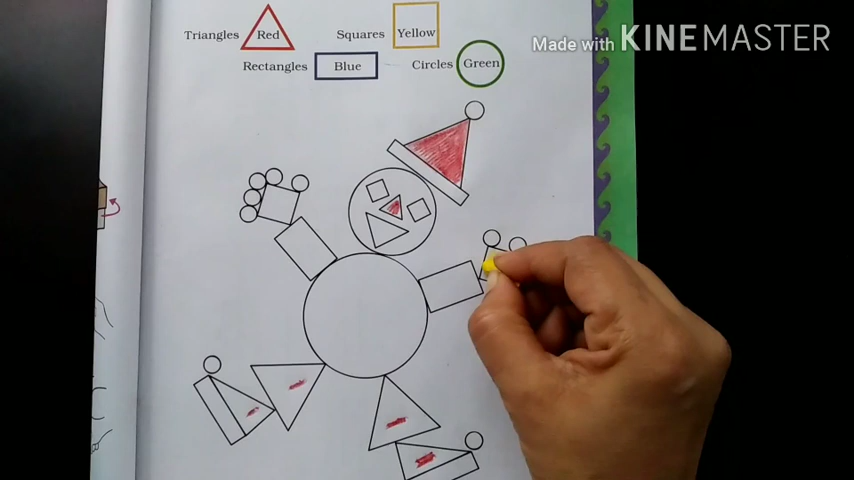 Made with KINEMASTER
Triangles Red Squares Yellow
Rectangles Blue Circles Green